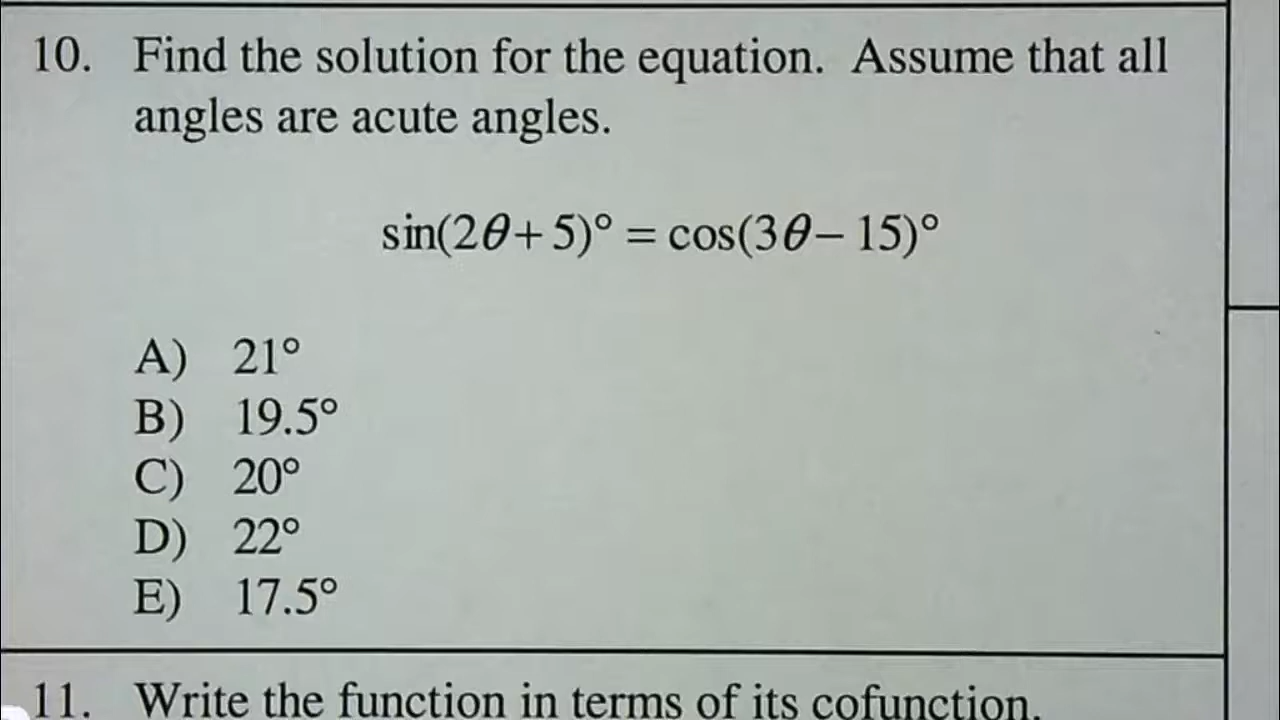 10. Find the solution for the equation. Assume that all
angles are acute angles.
sin(2θ+5)° = cos(3θ– 15)°
A) 21°
B) 19.5°
C) 20°
D) 22°
E) 17.5°
11. Write the function in terms of its cofunction.